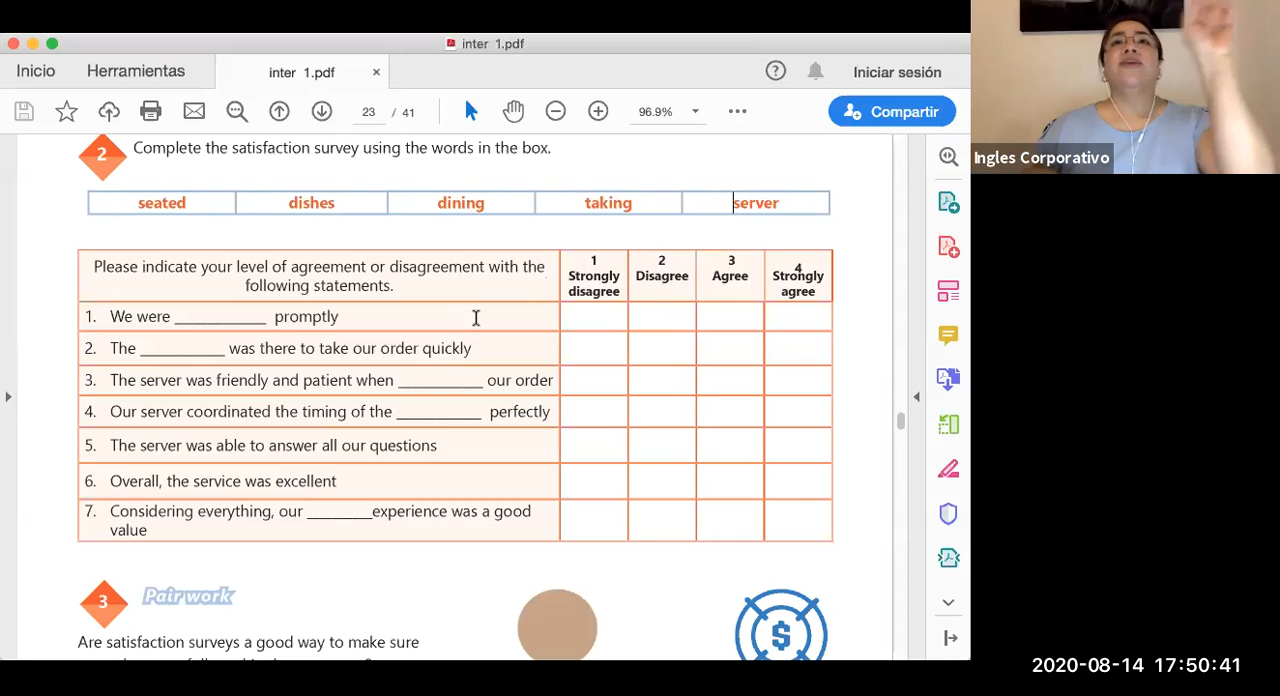 inter 1.pdf
Inicio
Herramientas
inter 1.pdf
×
?
Iniciar sesión
23 / 41
96.9%
Compartir
Ingles Corporativo
2
Complete the satisfaction survey using the words in the box.
seated dishes dining taking server
Please indicate your level of agreement or disagreement with the
following statements.
1
Strongly
disagree
2
Disagree
3
Agree
4
Strongly
agree
1. We were ____________ promptly
2. The ___________ was there to take our order quickly
3. The server was friendly and patient when ___________ our order
4. Our server coordinated the timing of the ___________ perfectly
5. The server was able to answer all our questions
6. Overall, the service was excellent
7. Considering everything, our _________experience was a good
value
3
Pair work
Are satisfaction surveys a good way to make sure
$
2020-08-14 17:50:41